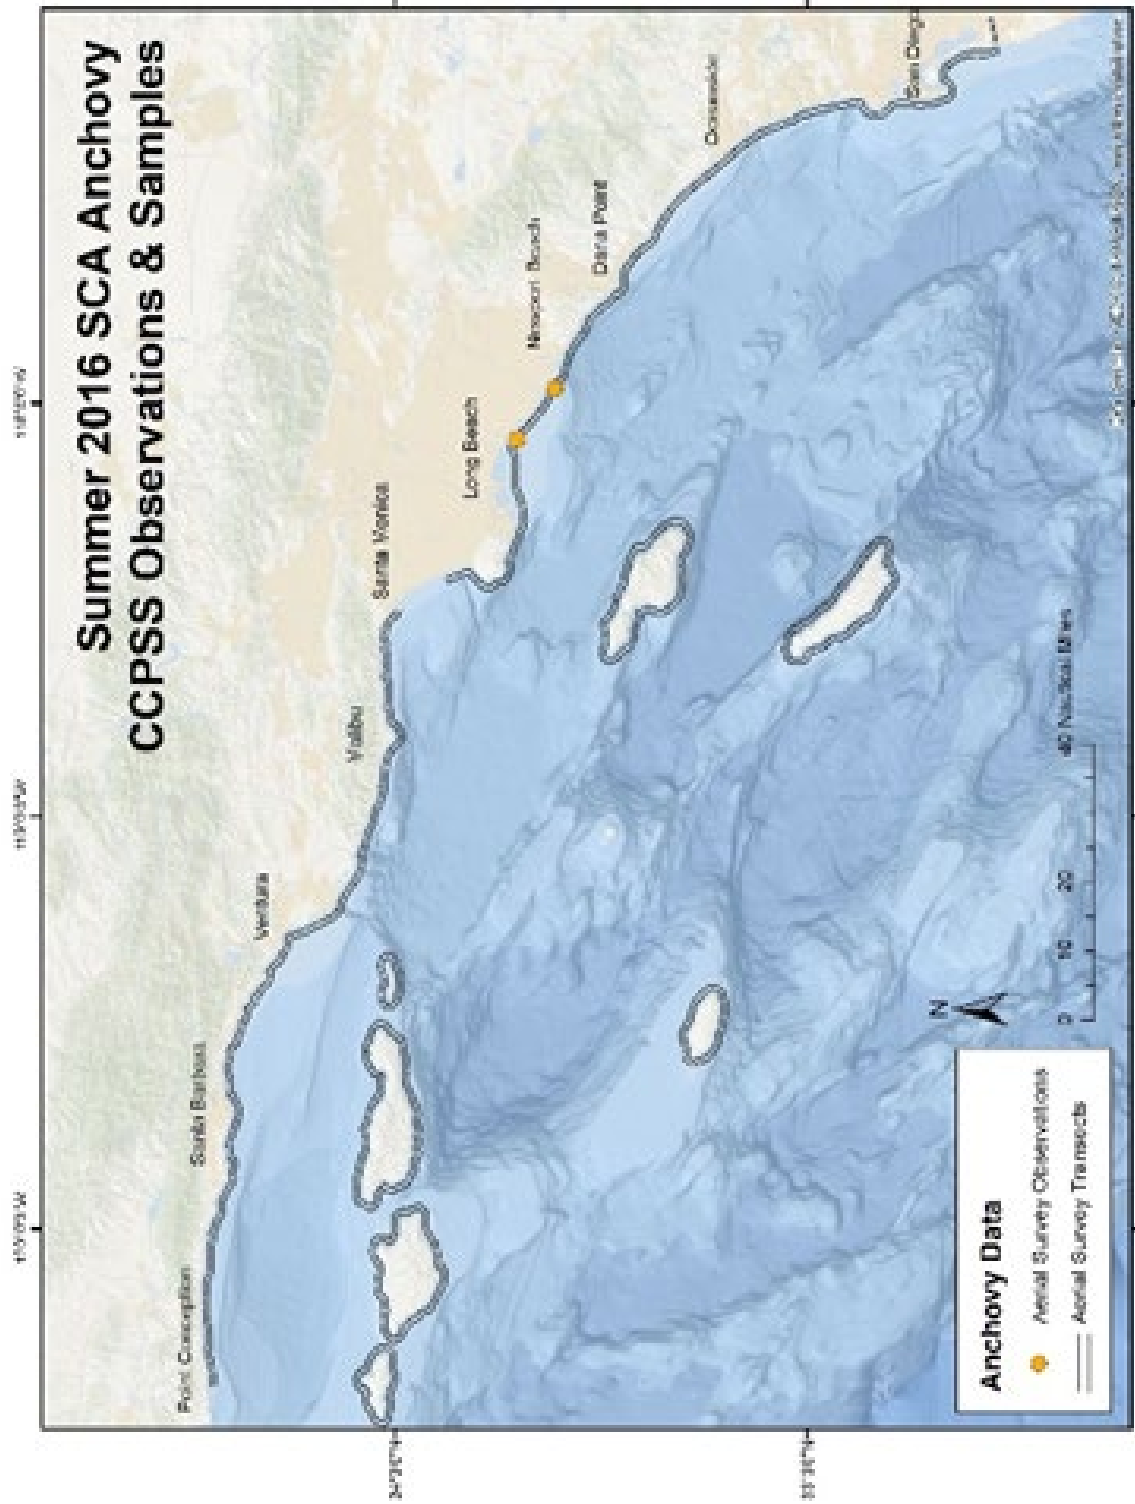 Summer 2016 SCA Anchovy
CCPSS Observations & Samples
Point Conception
Santa Barbara
Ventura
Malibu
Santa Monica
Long Beach
Newport Beach
Dana Point
Oceanside
San Diego
Anchovy Data
Aerial Survey Observations
Aerial Survey Transects
N
0 10 20 40 Nautical Miles